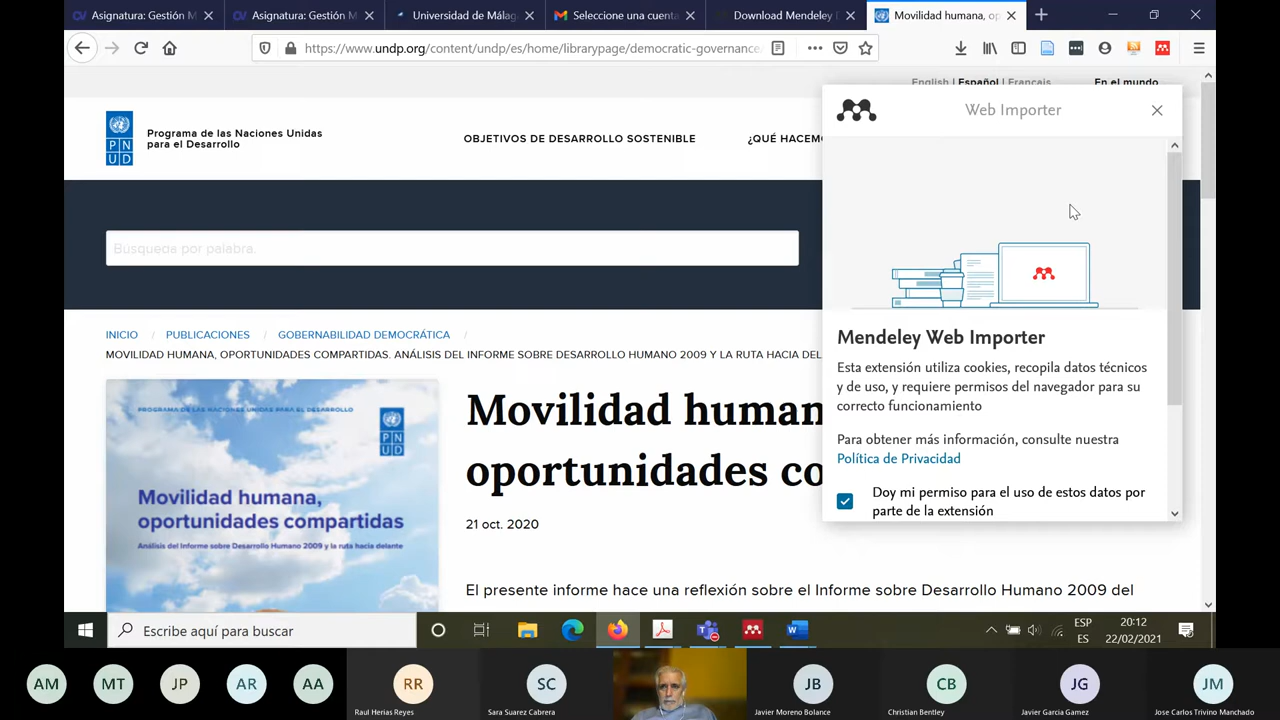 Asignatura: Gestión M
Asignatura: Gestión M
Universidad de Málag
Seleccione una cuenta
Download Mendeley
Movilidad humana, op
https://www.undp.org/content/undp/es/home/librarypage/democratic-governance
English | Español | Français
En el mundo
Programa de las Naciones Unidas
para el Desarrollo
P N
U D
OBJETIVOS DE DESARROLLO SOSTENIBLE
¿QUÉ HACEM
Búsqueda por palabra.
INICIO / PUBLICACIONES / GOBERNABILIDAD DEMOCRÁTICA /
MOVILIDAD HUMANA, OPORTUNIDADES COMPARTIDAS. ANÁLISIS DEL INFORME SOBRE DESARROLLO HUMANO 2009 Y LA RUTA HACIA DEL
PROGRAMA DE LAS NACIONES UNIDAS PARA EL DESARROLLO
P N
U D
Movilidad humana,
oportunidades compartidas
Análisis del Informe sobre Desarrollo Humano 2009 y la ruta hacia delante
Movilidad human
oportunidades co
21 oct. 2020
El presente informe hace una reflexión sobre el Informe sobre Desarrollo Humano 2009 del
Web Importer
Mendeley Web Importer
Esta extensión utiliza cookies, recopila datos técnicos
y de uso, y requiere permisos del navegador para su
correcto funcionamiento
Para obtener más información, consulte nuestra
Política de Privacidad
Doy mi permiso para el uso de estos datos por
parte de la extensión
Escribe aquí para buscar
ESP
ES
20:12
22/02/2021
AM
MT
JP
AR
AA
RR
Raul Herias Reyes
SC
Sara Suarez Cabrera
JB
Javier Moreno Bolance
CB
Christian Bentley
JG
Javier Garcia Gamez
JM
Jose Carlos Trivino Manchado